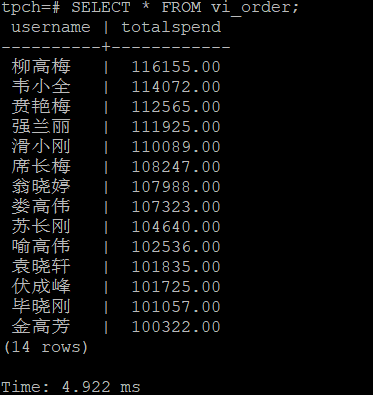 tpch=# SELECT * FROM vi_order;
username | totalspend
----------+------------
柳高梅 | 116155.00
韦小全 | 114072.00
贲艳梅 | 112565.00
强兰丽 | 111925.00
滑小刚 | 110089.00
席长梅 | 108247.00
翁晓婷 | 107988.00
娄高伟 | 107323.00
苏长刚 | 104640.00
喻高伟 | 102536.00
袁晓轩 | 101835.00
伏成峰 | 101725.00
毕晓刚 | 101057.00
金高芳 | 100322.00
(14 rows)
Time: 4.922 ms